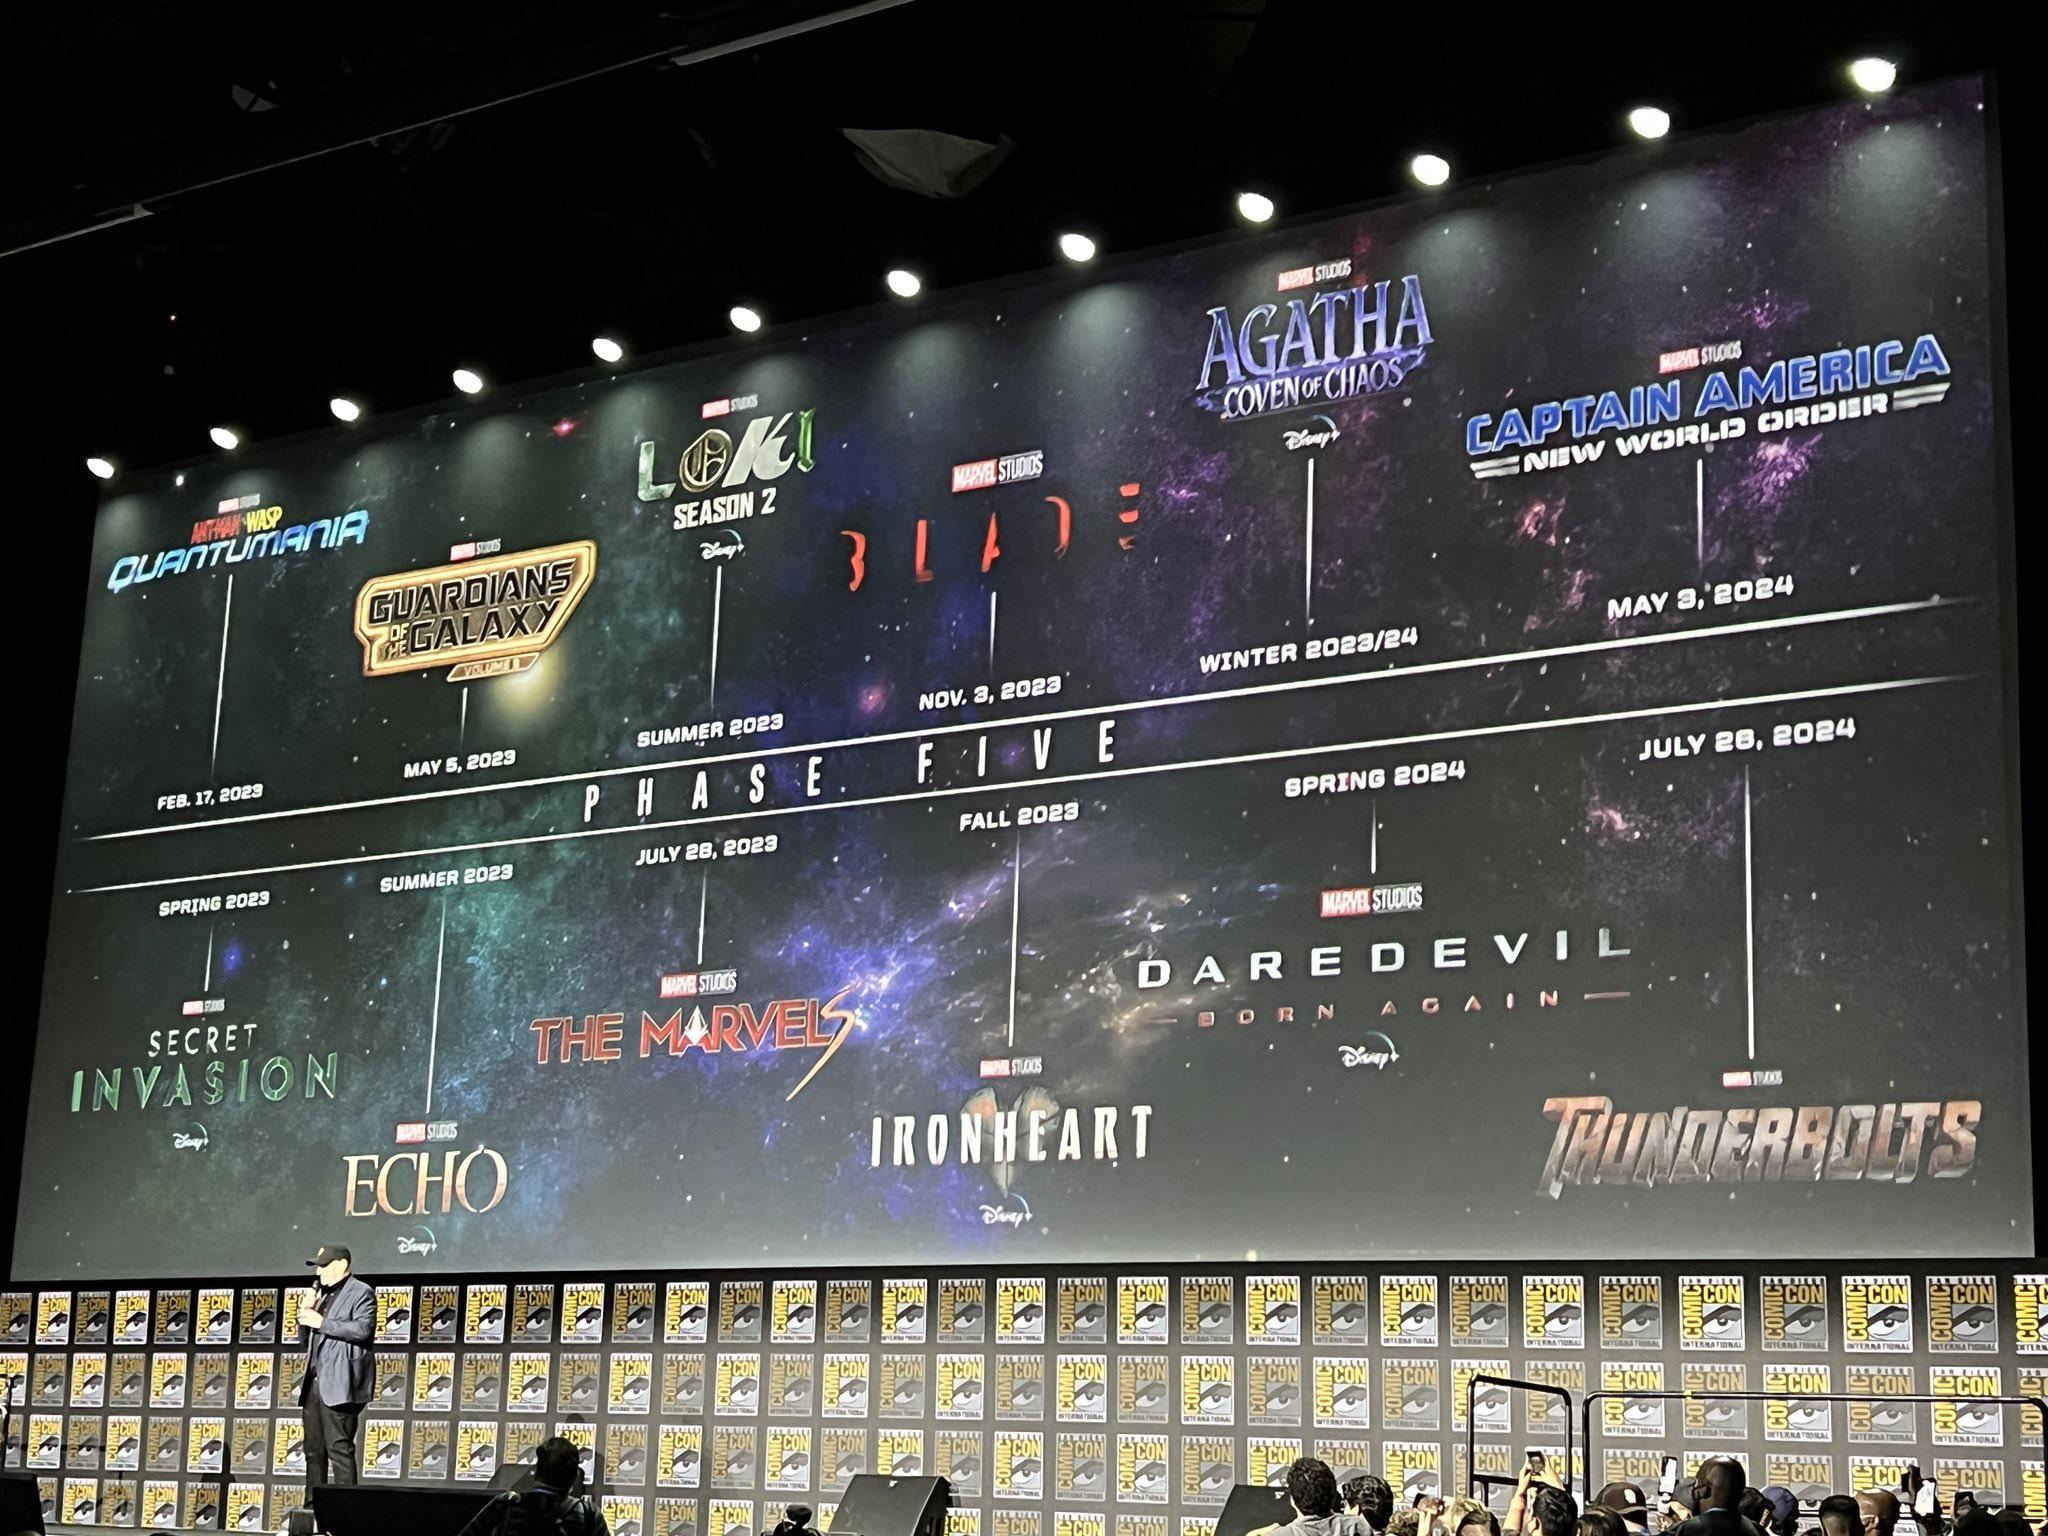 MARVEL STUDIOS
ANT-MAN WASP
QUANTUMANIA
FEB. 17, 2023
MARVEL STUDIOS
GUARDIANS
OF THE GALAXY
VOLUME 3
MAY 5, 2023
MARVEL STUDIOS
LOKI
SEASON 2
Disney+
SUMMER 2023
MARVEL STUDIOS
BLADE
NOV. 3, 2023
MARVEL STUDIOS
AGATHA
COVEN OF CHAOS
Disney+
WINTER 2023/24
MARVEL STUDIOS
CAPTAIN AMERICA
NEW WORLD ORDER
MAY 3, 2024
PHASE FIVE
SPRING 2023
MARVEL STUDIOS
SECRET
INVASION
Disney+
SUMMER 2023
MARVEL STUDIOS
ECHO
Disney+
JULY 28, 2023
MARVEL STUDIOS
THE MARVELS
FALL 2023
MARVEL STUDIOS
IRONHEART
Disney+
SPRING 2024
MARVEL STUDIOS
DAREDEVIL
BORN AGAIN
Disney+
JULY 26, 2024
MARVEL STUDIOS
THUNDERBOLTS
SAN DIEGO
COMIC CON
INTERNATIONAL